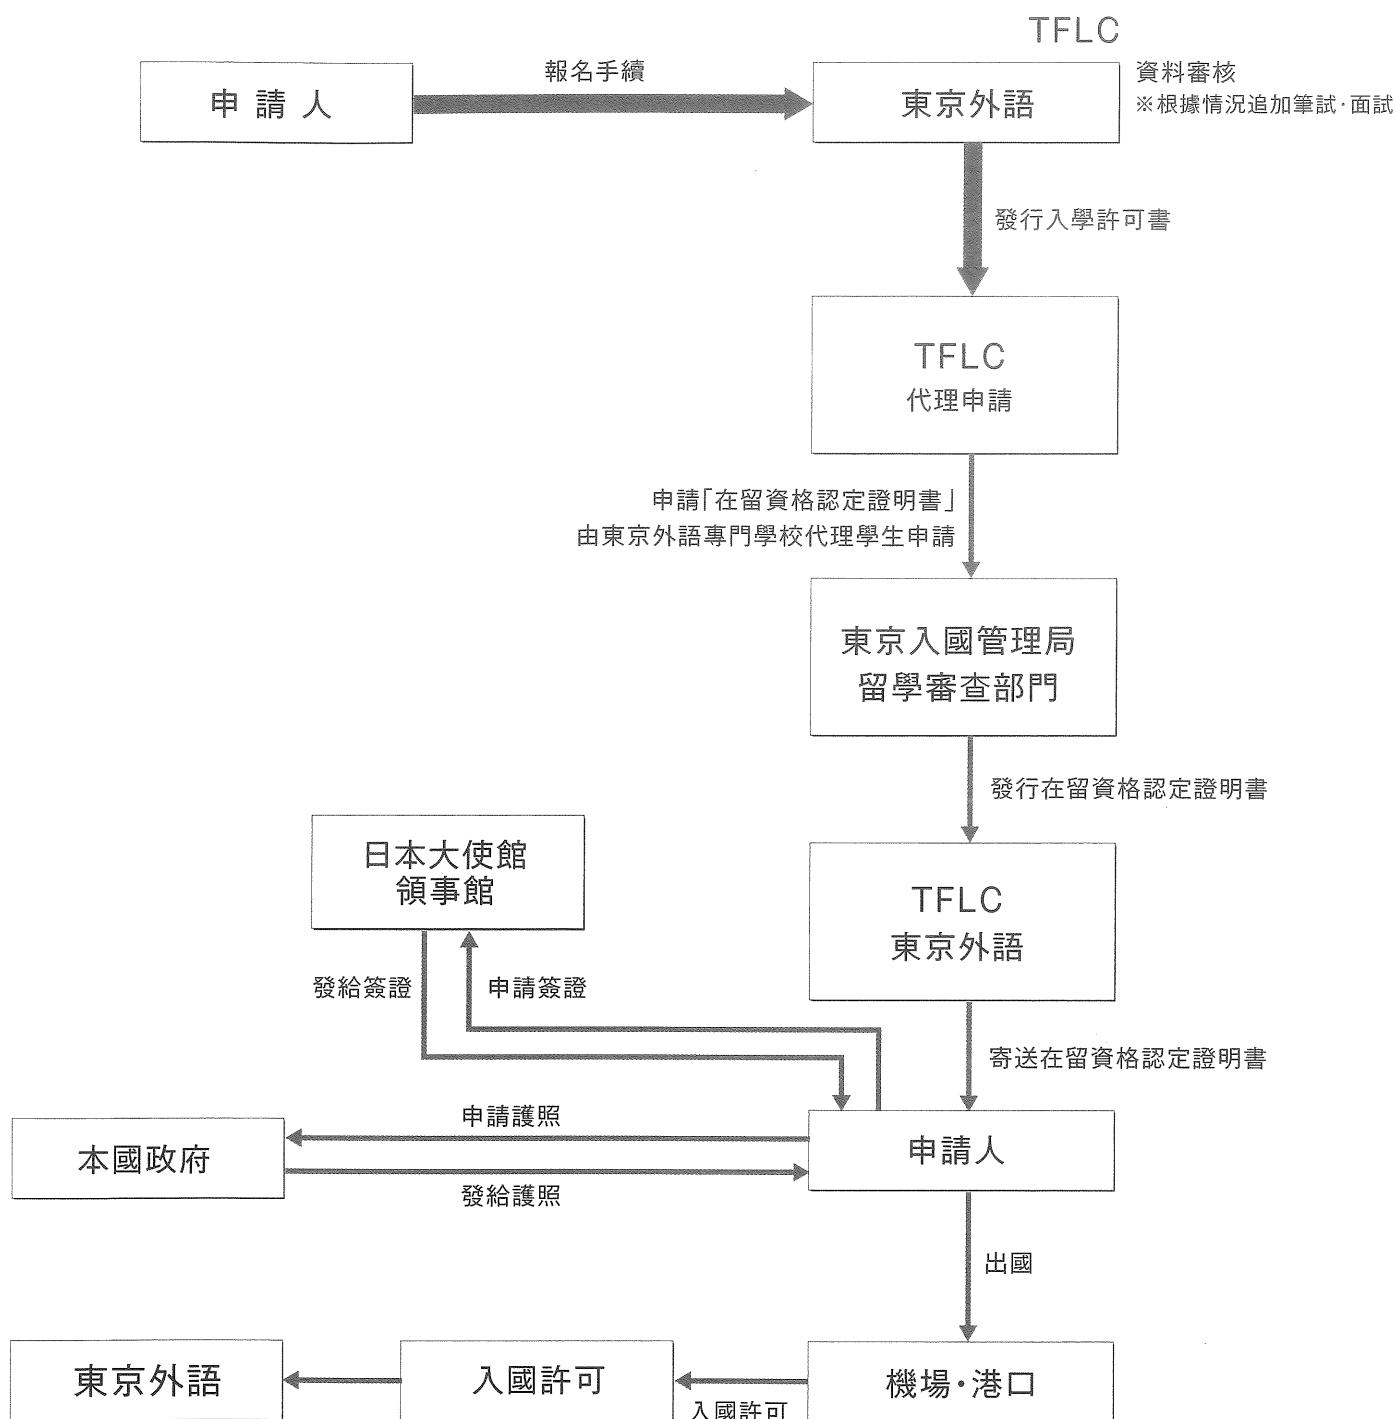 TFLC
申請人
報名手續
東京外語
資料審核
※根據情況追加筆試·面試
發行入學許可書
TFLC
代理申請
申請「在留資格認定證明書」
由東京外語專門學校代理學生申請
東京入國管理局
留學審查部門
發行在留資格認定證明書
日本大使館
領事館
TFLC
東京外語
發給簽證
申請簽證
寄送在留資格認定證明書
申請護照
本國政府
申請人
發給護照
出國
東京外語
入國許可
機場·港口
入國許可